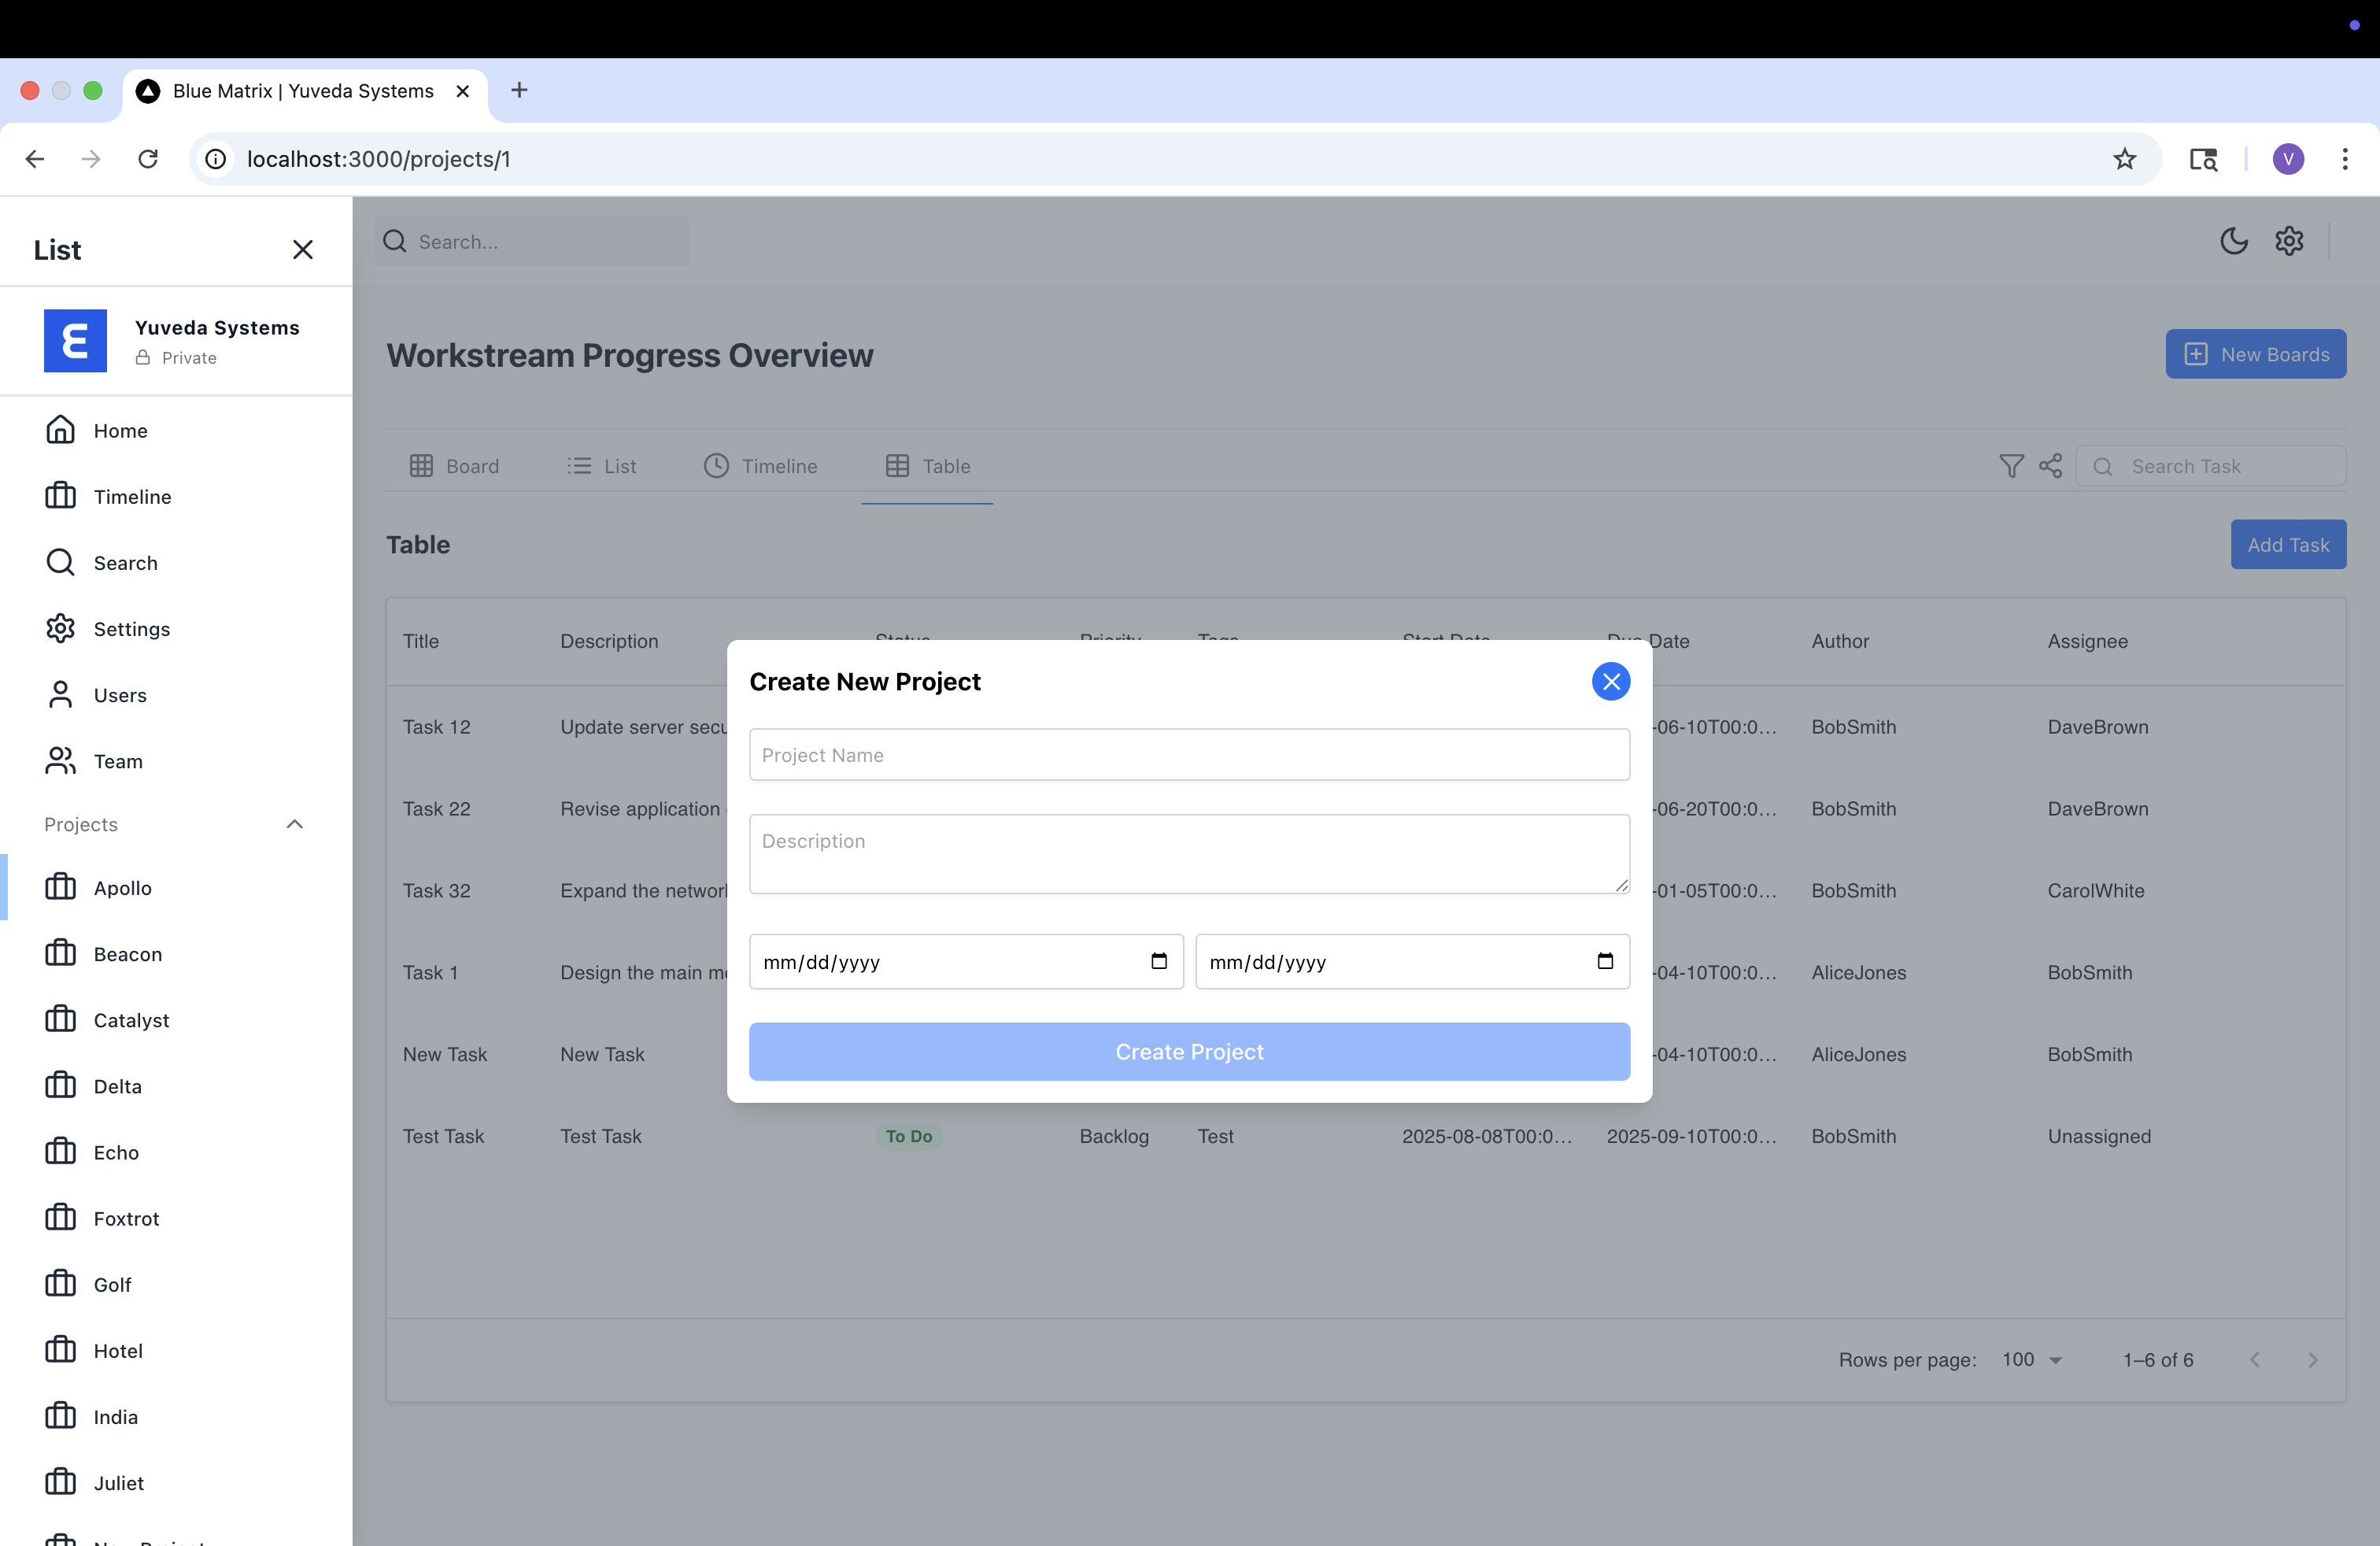 Blue Matrix | Yuveda Systems
localhost:3000/projects/1
V
List
Yuveda Systems
Private
Home
Timeline
Search
Settings
Users
Team
Projects
Apollo
Beacon
Catalyst
Delta
Echo
Foxtrot
Golf
Hotel
India
Juliet
New Project
Search...
Workstream Progress Overview
New Boards
Board List Timeline Table
Search Task
Table
Add Task
Title Description Status Priority Tags Start Date Due Date Author Assignee
Task 12 Update server secu -06-10T00:0... BobSmith DaveBrown
Task 22 Revise application -06-20T00:0... BobSmith DaveBrown
Task 32 Expand the network -01-05T00:0... BobSmith CarolWhite
Task 1 Design the main mo -04-10T00:0... AliceJones BobSmith
New Task New Task -04-10T00:0... AliceJones BobSmith
Test Task Test Task To Do Backlog Test 2025-08-08T00:0... 2025-09-10T00:0... BobSmith Unassigned
Rows per page: 100 1–6 of 6
Create New Project
Project Name
Description
mm/dd/yyyy mm/dd/yyyy
Create Project